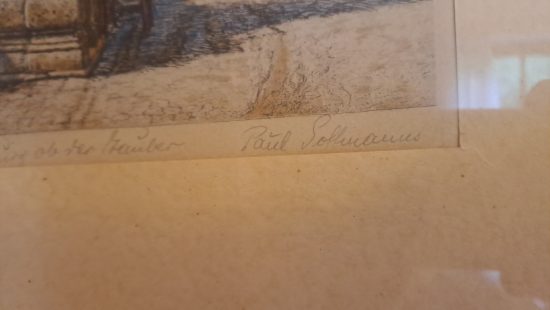 ob der Tauber Paul Sollmann